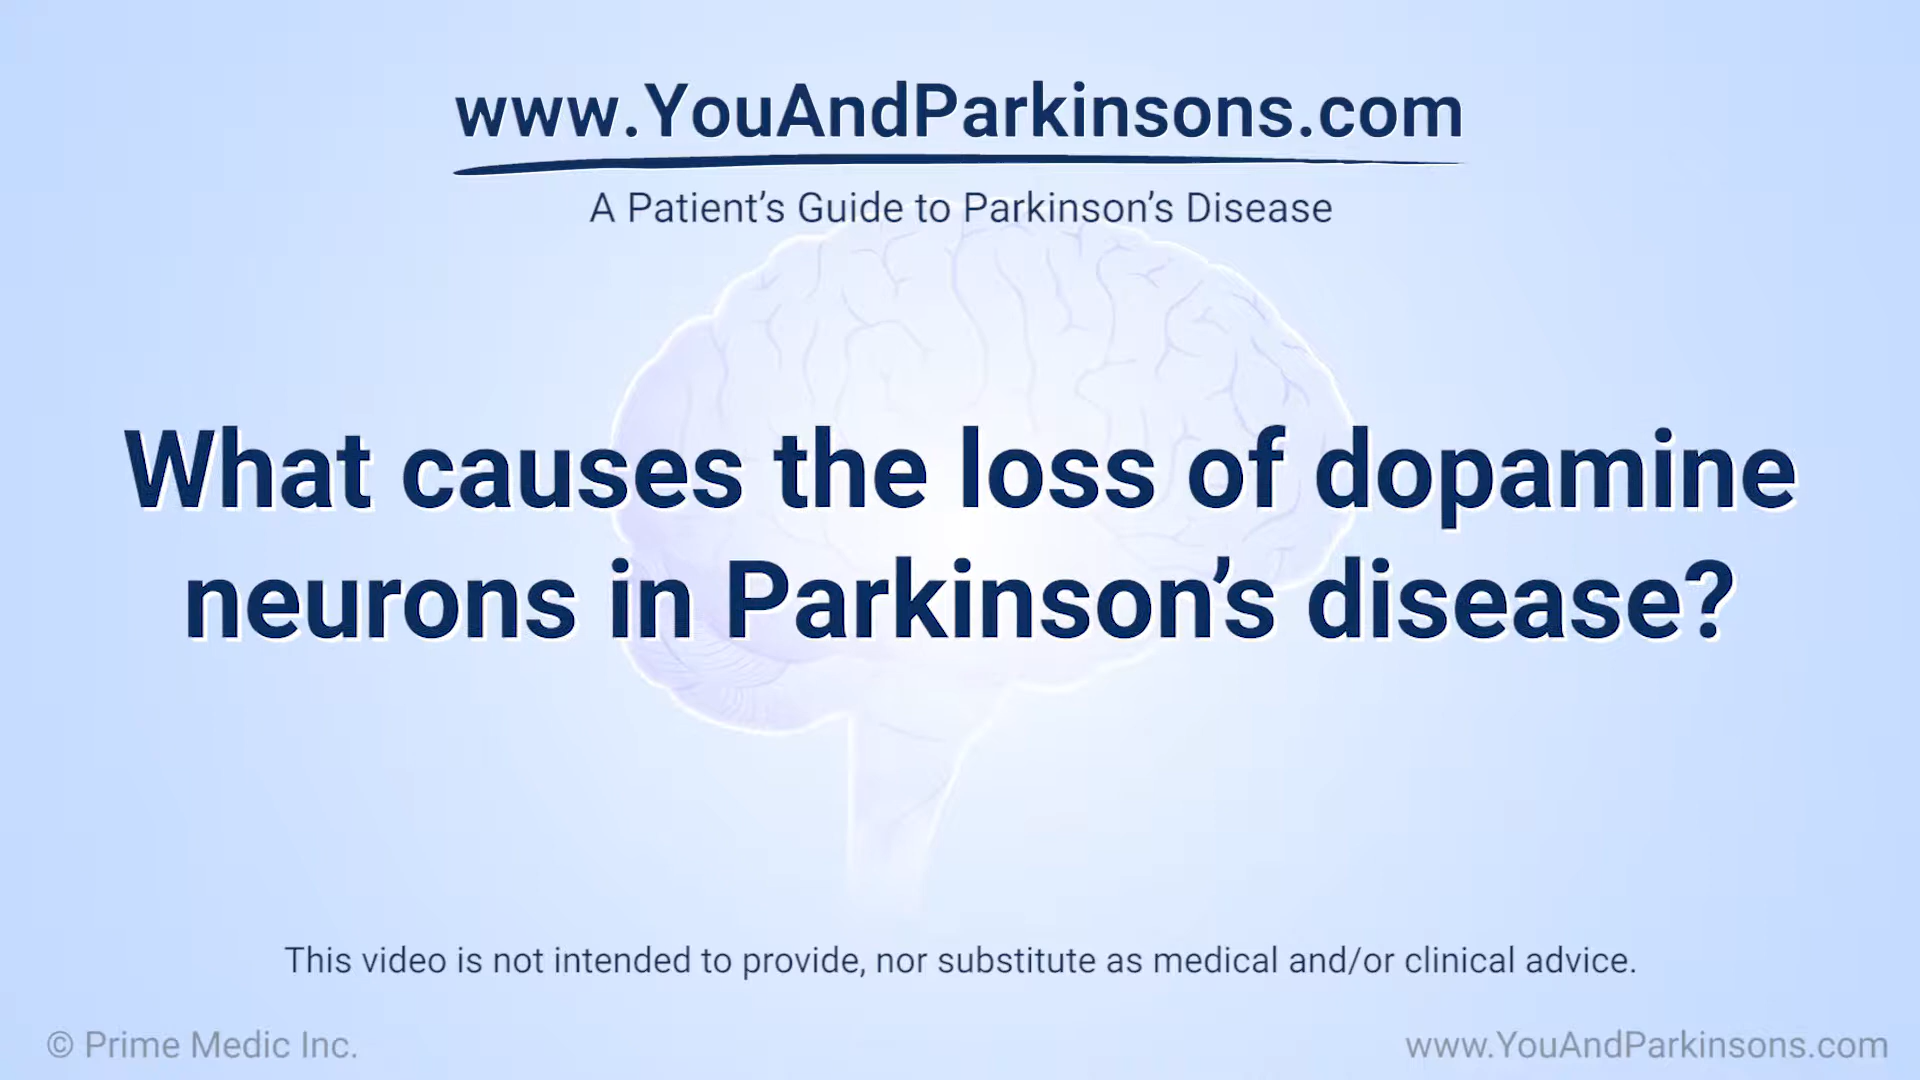 www.YouAndParkinsons.com
A Patient’s Guide to Parkinson’s Disease
What causes the loss of dopamine
neurons in Parkinson’s disease?
This video is not intended to provide, nor substitute as medical and/or clinical advice.
© Prime Medic Inc.
www.YouAndParkinsons.com